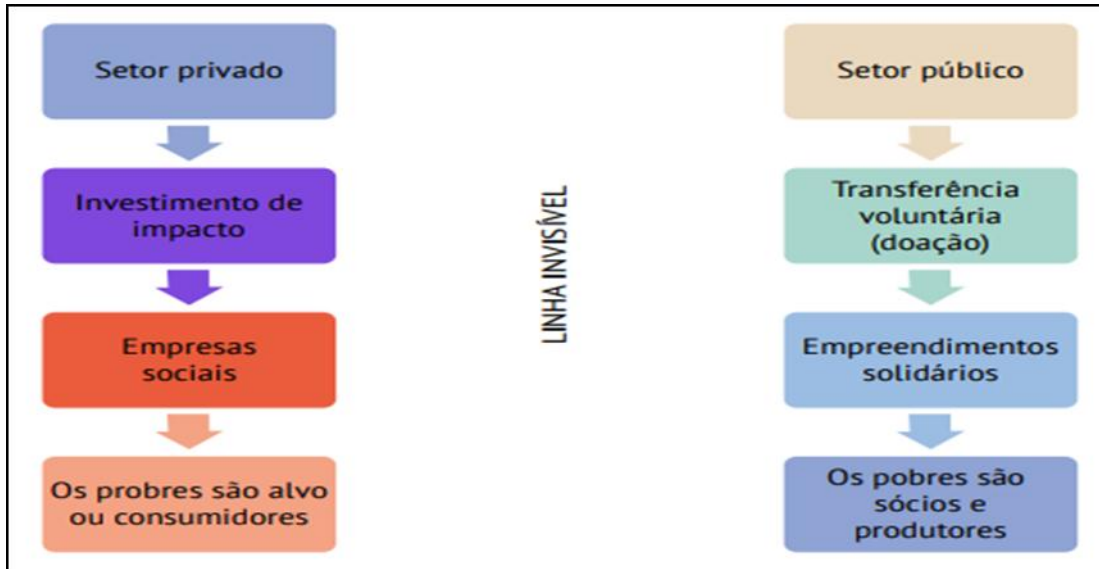 Setor privado
Investimento de
impacto
Empresas
sociais
Os probres são alvo
ou consumidores
LINHA INVISÍVEL
Setor público
Transferência
voluntária
(doação)
Empreendimentos
solidários
Os pobres são
sócios e
produtores